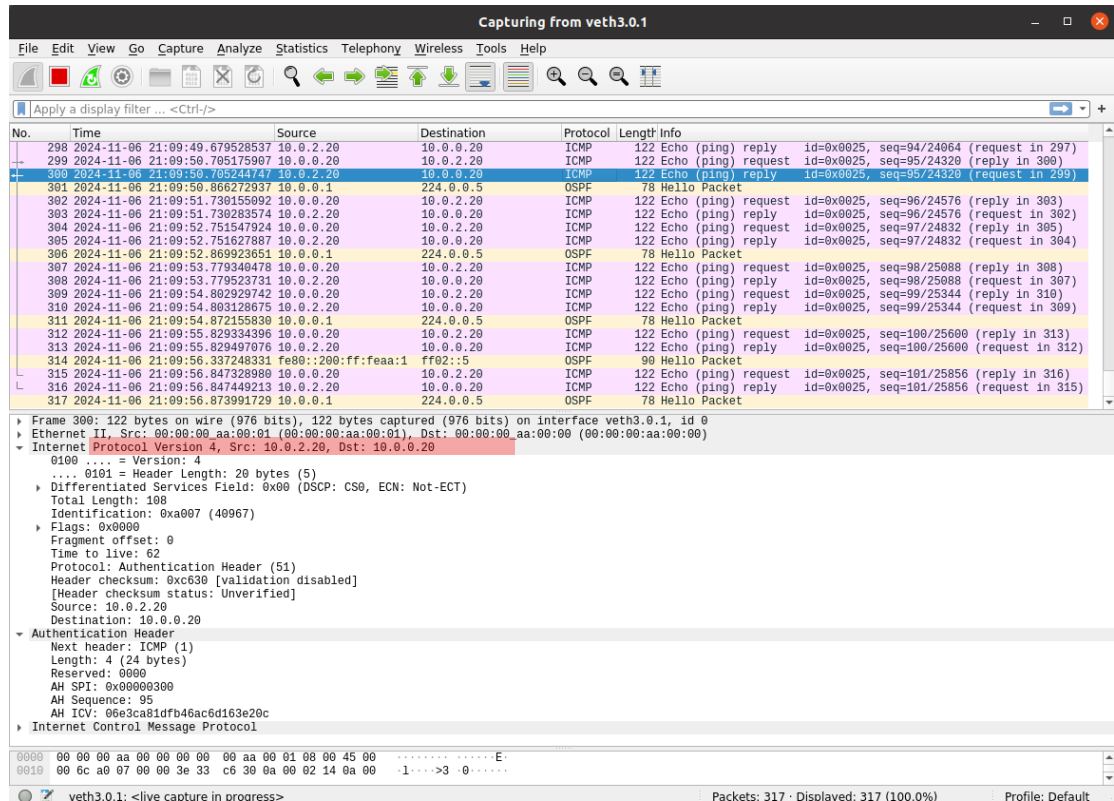 Capturing from veth3.0.1
File Edit View Go Capture Analyze Statistics Telephony Wireless Tools Help
Apply a display filter ... <Ctrl-/>
No. Time Source Destination Protocol Length Info
298 2024-11-06 21:09:49.679528537 10.0.2.20 10.0.0.20 ICMP 122 Echo (ping) reply id=0x0025, seq=94/24064 (request in 297)
299 2024-11-06 21:09:50.705175907 10.0.0.20 10.0.2.20 ICMP 122 Echo (ping) request id=0x0025, seq=95/24320 (reply in 300)
300 2024-11-06 21:09:50.705244747 10.0.2.20 10.0.0.20 ICMP 122 Echo (ping) reply id=0x0025, seq=95/24320 (request in 299)
301 2024-11-06 21:09:50.866272937 10.0.0.1 224.0.0.5 OSPF 78 Hello Packet
302 2024-11-06 21:09:51.730155092 10.0.0.20 10.0.2.20 ICMP 122 Echo (ping) request id=0x0025, seq=96/24576 (reply in 303)
303 2024-11-06 21:09:51.730283574 10.0.2.20 10.0.0.20 ICMP 122 Echo (ping) reply id=0x0025, seq=96/24576 (request in 302)
304 2024-11-06 21:09:52.751547924 10.0.0.20 10.0.2.20 ICMP 122 Echo (ping) request id=0x0025, seq=97/24832 (reply in 305)
305 2024-11-06 21:09:52.751627887 10.0.2.20 10.0.0.20 ICMP 122 Echo (ping) reply id=0x0025, seq=97/24832 (request in 304)
306 2024-11-06 21:09:52.869923651 10.0.0.1 224.0.0.5 OSPF 78 Hello Packet
307 2024-11-06 21:09:53.779340478 10.0.0.20 10.0.2.20 ICMP 122 Echo (ping) request id=0x0025, seq=98/25088 (reply in 308)
308 2024-11-06 21:09:53.779523731 10.0.2.20 10.0.0.20 ICMP 122 Echo (ping) reply id=0x0025, seq=98/25088 (request in 307)
309 2024-11-06 21:09:54.802929742 10.0.0.20 10.0.2.20 ICMP 122 Echo (ping) request id=0x0025, seq=99/25344 (reply in 310)
310 2024-11-06 21:09:54.803128675 10.0.2.20 10.0.0.20 ICMP 122 Echo (ping) reply id=0x0025, seq=99/25344 (request in 309)
311 2024-11-06 21:09:54.872155830 10.0.0.1 224.0.0.5 OSPF 78 Hello Packet
312 2024-11-06 21:09:55.829334396 10.0.0.20 10.0.2.20 ICMP 122 Echo (ping) request id=0x0025, seq=100/25600 (reply in 313)
313 2024-11-06 21:09:55.829497076 10.0.2.20 10.0.0.20 ICMP 122 Echo (ping) reply id=0x0025, seq=100/25600 (request in 312)
314 2024-11-06 21:09:56.337248331 fe80::200:ff:feaa:1 ff02::5 OSPF 90 Hello Packet
315 2024-11-06 21:09:56.847328980 10.0.0.20 10.0.2.20 ICMP 122 Echo (ping) request id=0x0025, seq=101/25856 (reply in 316)
316 2024-11-06 21:09:56.847449213 10.0.2.20 10.0.0.20 ICMP 122 Echo (ping) reply id=0x0025, seq=101/25856 (request in 315)
317 2024-11-06 21:09:56.873991729 10.0.0.1 224.0.0.5 OSPF 78 Hello Packet
Frame 300: 122 bytes on wire (976 bits), 122 bytes captured (976 bits) on interface veth3.0.1, id 0
Ethernet II, Src: 00:00:00_aa:00:01 (00:00:00:aa:00:01), Dst: 00:00:00_aa:00:00 (00:00:00:aa:00:00)
Internet Protocol Version 4, Src: 10.0.2.20, Dst: 10.0.0.20
0100 .... = Version: 4
.... 0101 = Header Length: 20 bytes (5)
Differentiated Services Field: 0x00 (DSCP: CS0, ECN: Not-ECT)
Total Length: 108
Identification: 0xa007 (40967)
Flags: 0x0000
Fragment offset: 0
Time to live: 62
Protocol: Authentication Header (51)
Header checksum: 0xc630 [validation disabled]
[Header checksum status: Unverified]
Source: 10.0.2.20
Destination: 10.0.0.20
Authentication Header
Next header: ICMP (1)
Length: 4 (24 bytes)
Reserved: 0000
AH SPI: 0x00000300
AH Sequence: 95
AH ICV: 06e3ca81dfb46ac6d163e20c
Internet Control Message Protocol
0000 00 00 00 aa 00 00 00 00 00 aa 00 01 08 00 45 00 ········ ······E·
0010 00 6c a0 07 00 00 3e 33 c6 30 0a 00 02 14 0a 00 ·l····>3 ·0······
veth3.0.1: <live capture in progress> Packets: 317 · Displayed: 317 (100.0%) Profile: Default